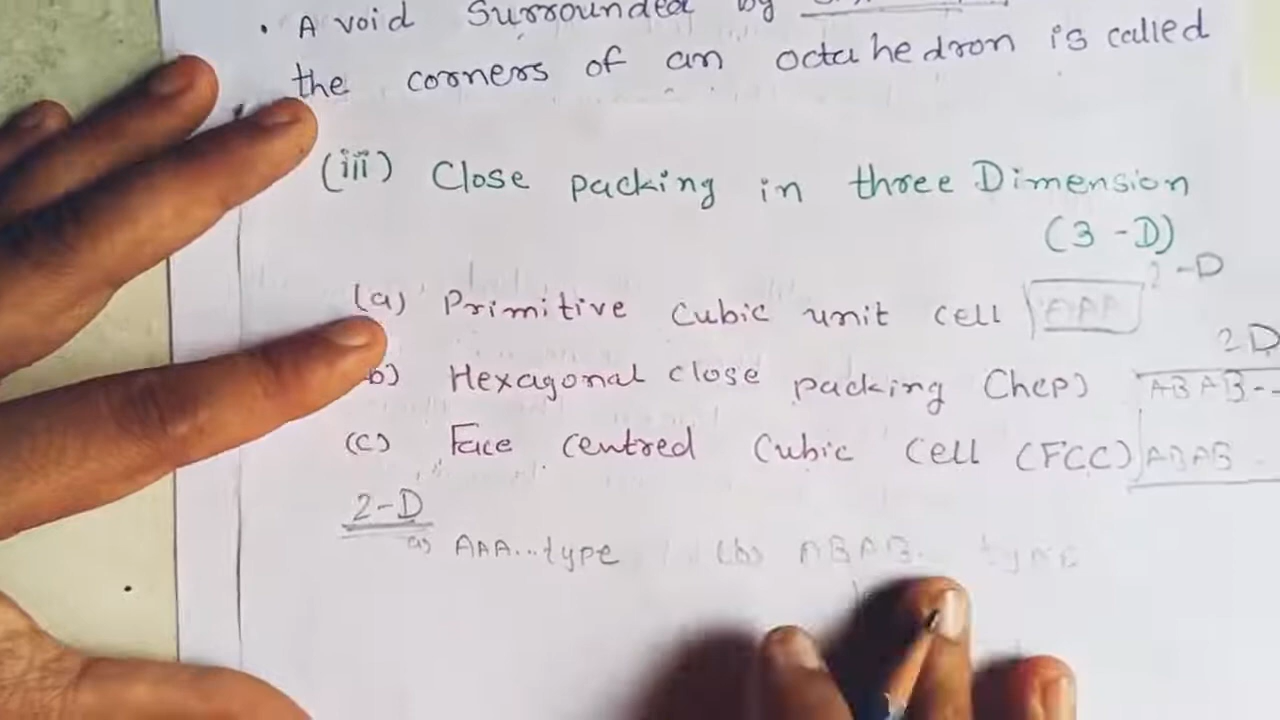 . A void Surrounded by
the corners of an octahedron is called
(iii) Close packing in three Dimension
(3-D)
2-D
(a) Primitive Cubic unit cell AAA
2D
b) Hexagonal close packing (hcp) ABAB--
(c) Face centred Cubic Cell (FCC) ABAB
2-D
a) AAA...type (b) ABAB.. type